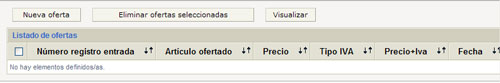 Nueva oferta Eliminar ofertas seleccionadas Visualizar
Listado de ofertas
Número registro entrada Articulo ofertado Precio Tipo IVA Precio+Iva Fecha
No hay elementos definidos/as.